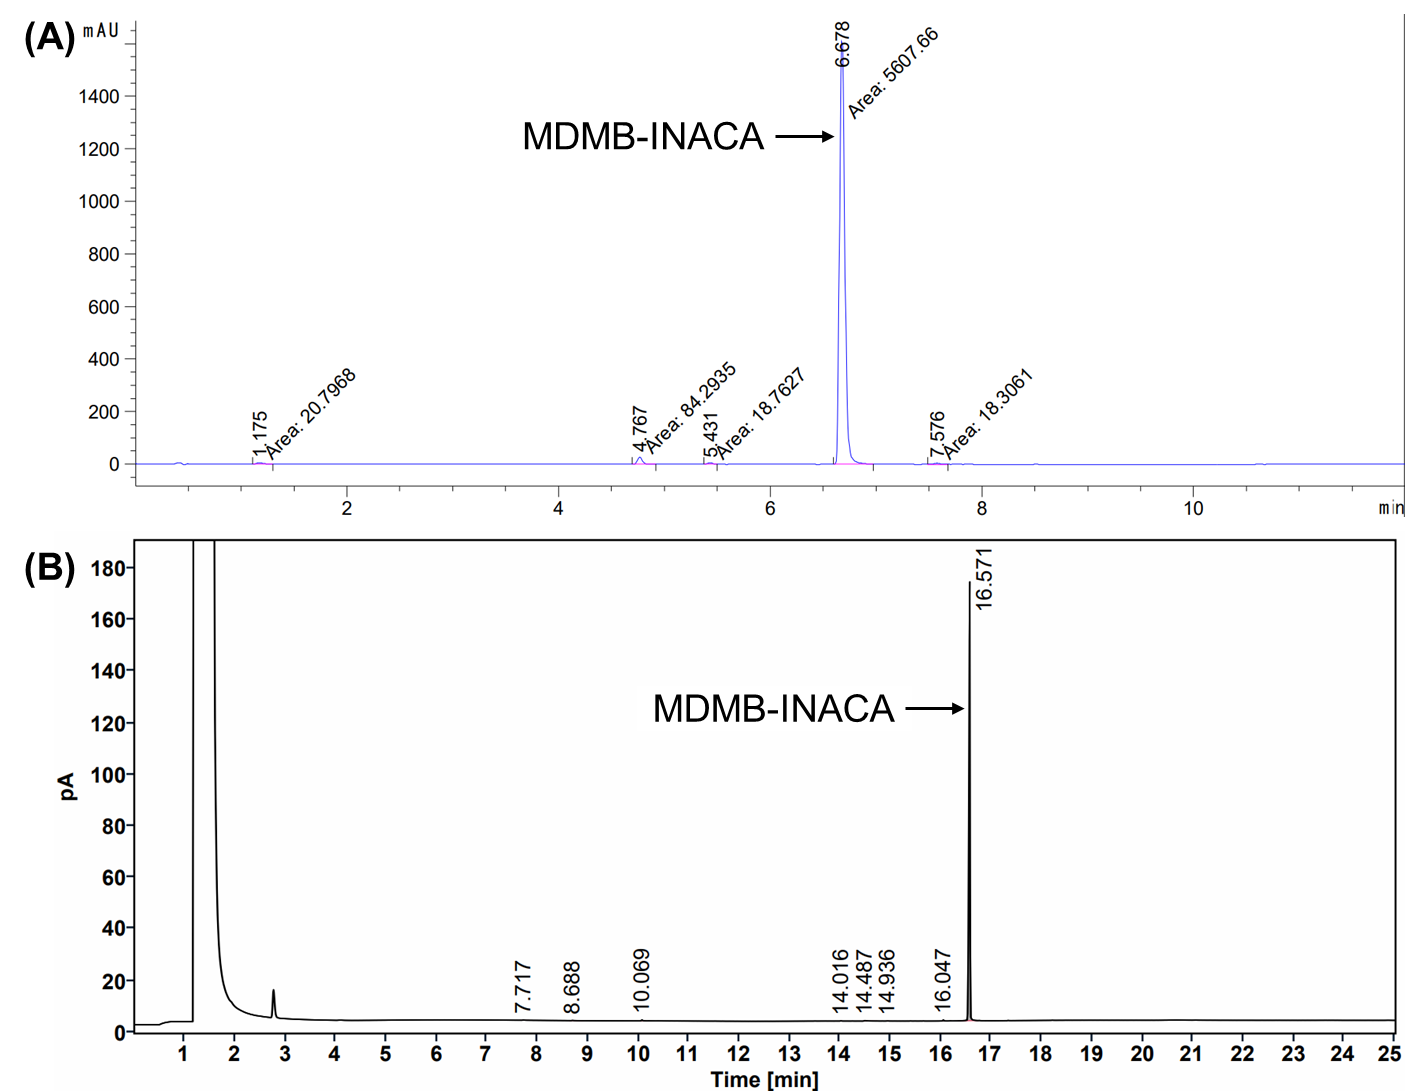 (A)
mAU
1400
1200
1000
800
600
400
200
0
1.175
Area: 20.7968
4.767
Area: 84.2935
5.431
Area: 18.7627
MDMB-INACA
6.678
Area: 5607.66
7.576
Area: 18.3061
2
4
6
8
10
min
(B)
pA
180
160
140
120
100
80
60
40
20
0
7.717
8.688
10.069
14.016
14.487
14.936
16.047
MDMB-INACA
16.571
1 2 3 4 5 6 7 8 9 10 11 12 13 14 15 16 17 18 19 20 21 22 23 24 25
Time [min]